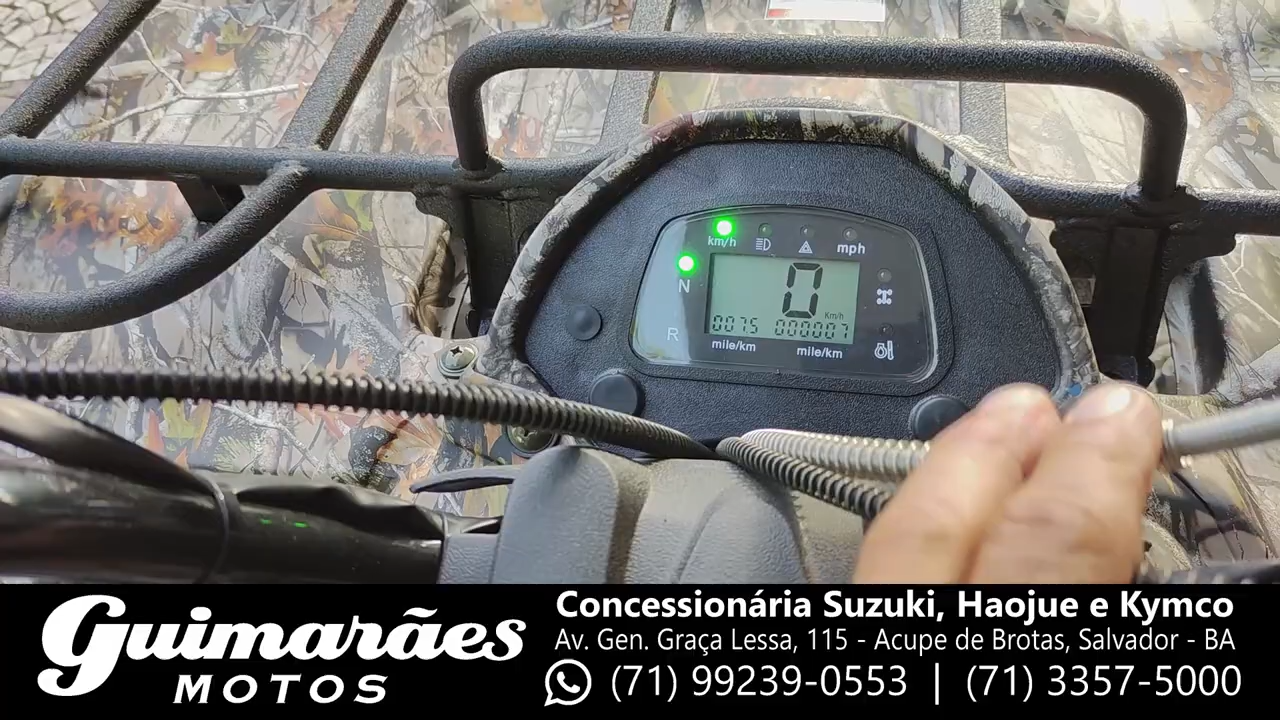 km/h
mph
N
0
Km/h
R
0075 000007
mile/km
mile/km
Guimarães
MOTOS
Concessionária Suzuki, Haojue e Kymco
Av. Gen. Graça Lessa, 115 - Acupe de Brotas, Salvador - BA
(71) 99239-0553 | (71) 3357-5000